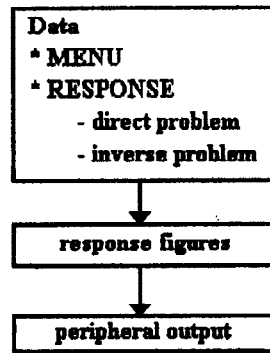 Data
* MENU
* RESPONSE
- direct problem
- inverse problem
response figures
peripheral output